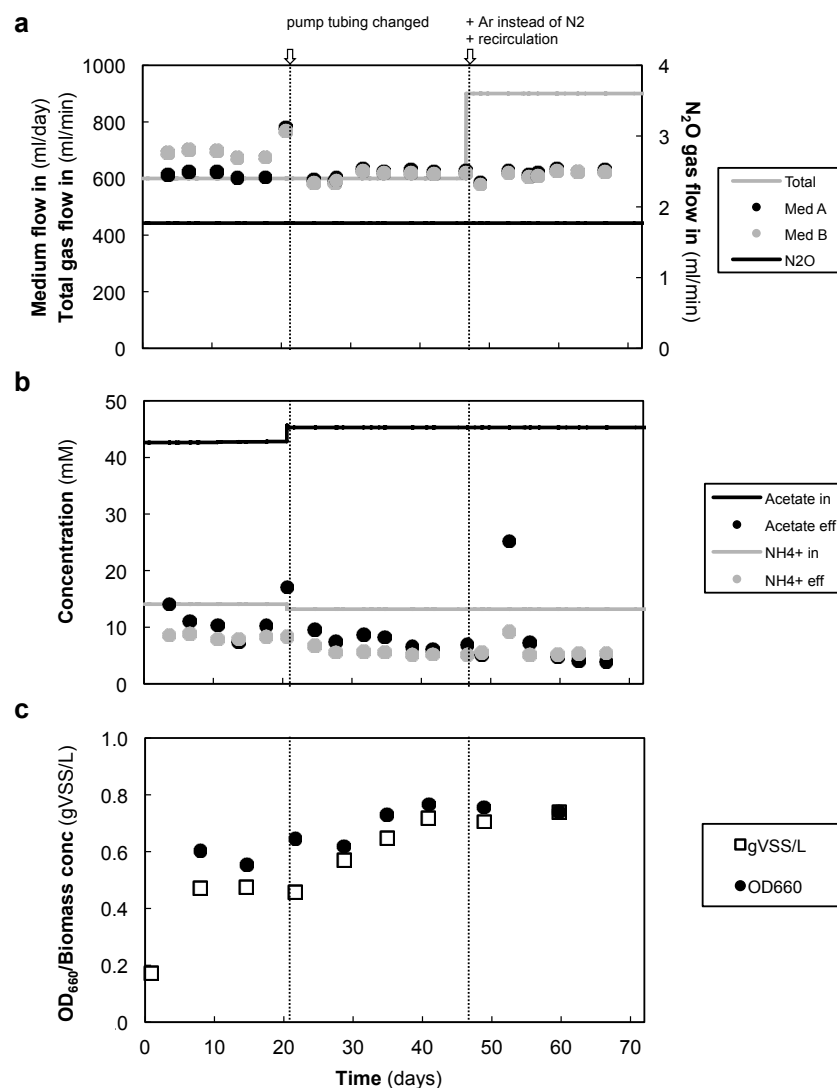 a
pump tubing changed
+ Ar instead of N2
+ recirculation
1000
800
600
400
200
0
Medium flow in (ml/day)
Total gas flow in (ml/min)
4
3
2
1
0
N₂O gas flow in (ml/min)
Total
Med A
Med B
N2O
b
50
40
30
20
10
0
Concentration (mM)
Acetate in
Acetate eff
NH4+ in
NH4+ eff
c
1.0
0.8
0.6
0.4
0.2
0
OD₆₆₀/Biomass conc (gVSS/L)
gVSS/L
OD660
0 10 20 30 40 50 60 70
Time (days)